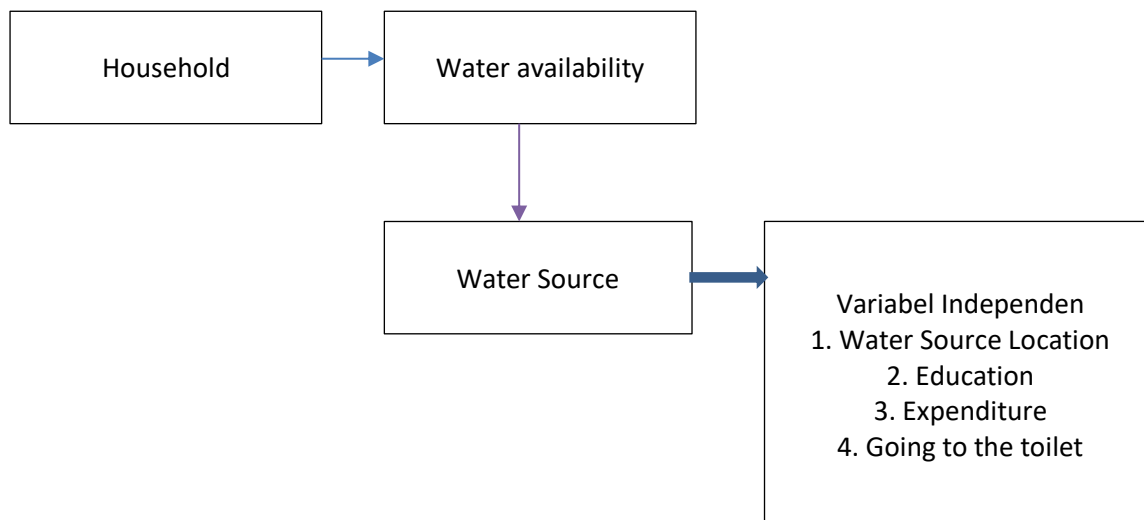 Household
Water availability
Water Source
Variabel Independen
1. Water Source Location
2. Education
3. Expenditure
4. Going to the toilet